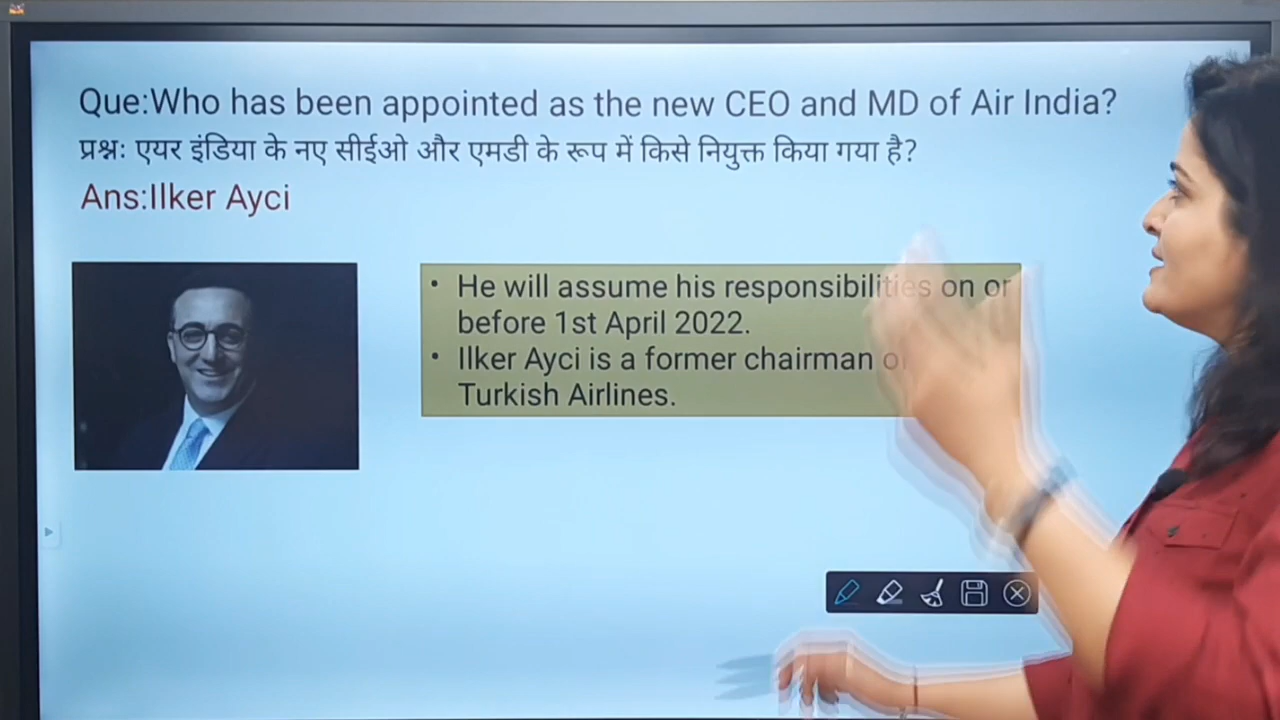 Que:Who has been appointed as the new CEO and MD of Air India?
प्रश्नः एयर इंडिया के नए सीईओ और एमडी के रूप में किसे नियुक्त किया गया है?
Ans:Ilker Ayci
• He will assume his responsibilities on or
before 1st April 2022.
• Ilker Ayci is a former chairman of
Turkish Airlines.